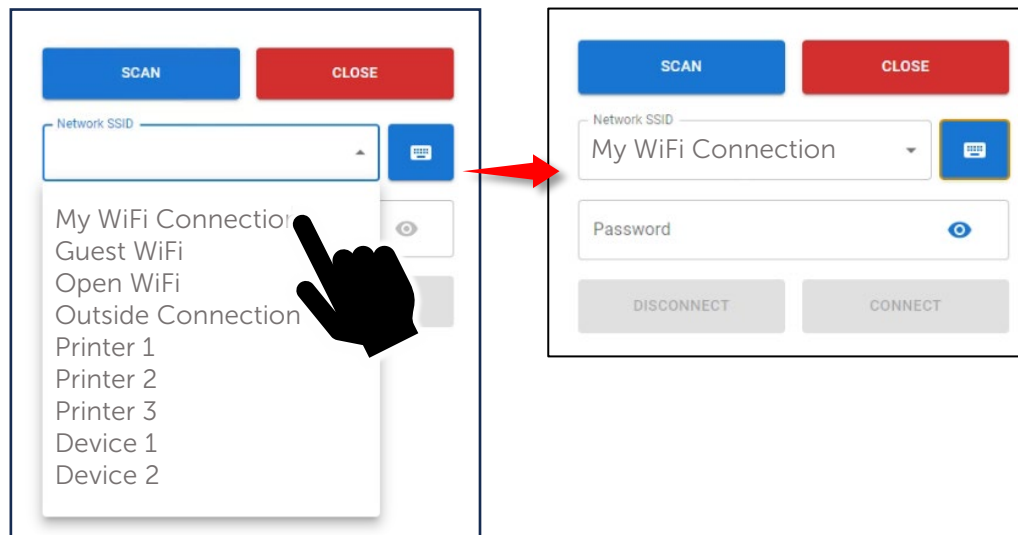 SCAN CLOSE
Network SSID
My WiFi Connection
Guest WiFi
Open WiFi
Outside Connection
Printer 1
Printer 2
Printer 3
Device 1
Device 2
SCAN CLOSE
Network SSID
My WiFi Connection
Password
DISCONNECT CONNECT